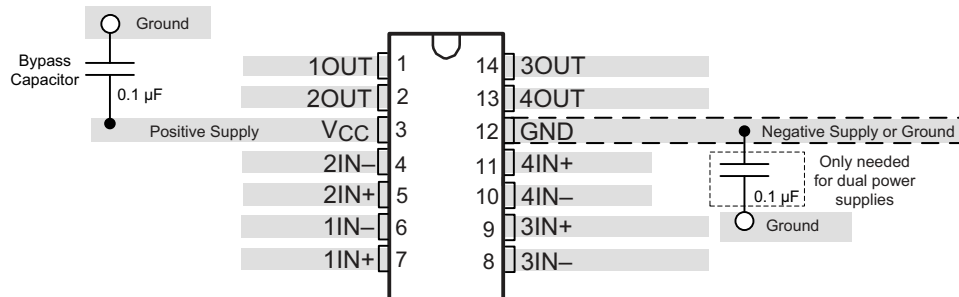 Ground
Bypass
Capacitor
0.1 µF
Positive Supply
1OUT 1
2OUT 2
VCC 3
2IN– 4
2IN+ 5
1IN– 6
1IN+ 7
14 3OUT
13 4OUT
12 GND
11 4IN+
10 4IN–
9 3IN+
8 3IN–
Negative Supply or Ground
Only needed
for dual power
supplies
0.1 µF
Ground